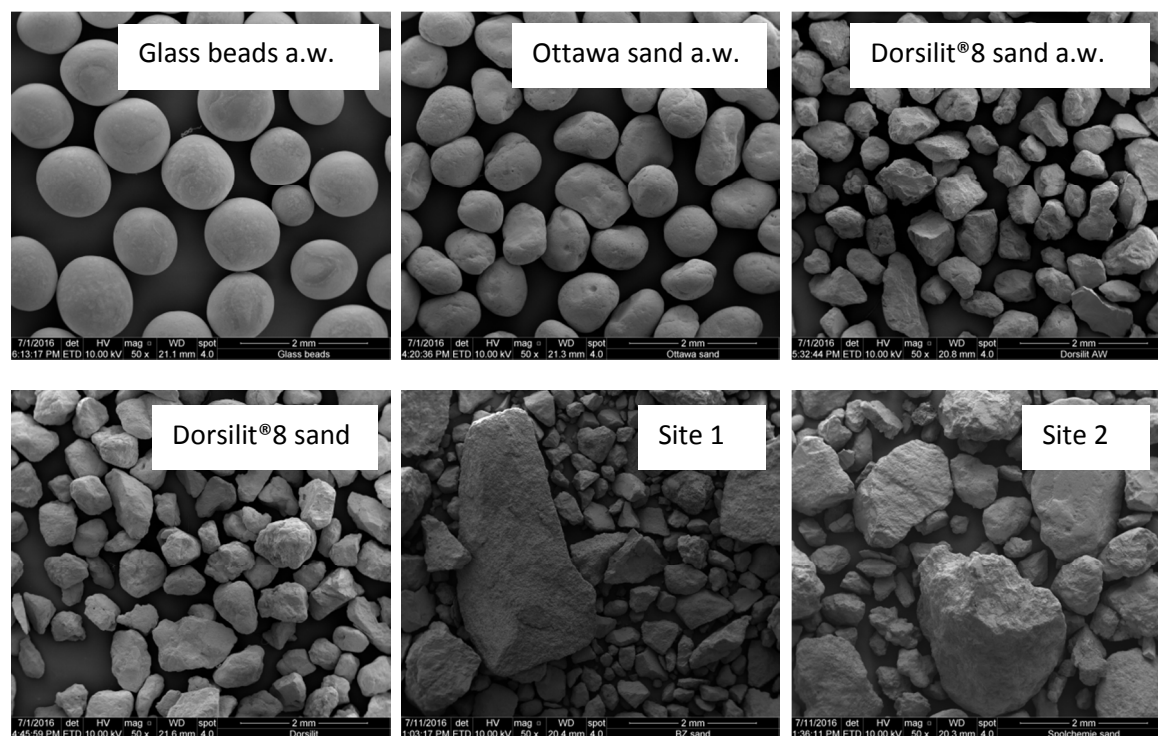 Glass beads a.w.
7/1/2016 det HV mag □ WD spot 2 mm
6:13:17 PM ETD 10.00 kV 50 x 21.1 mm 4.0 Glass beads
Ottawa sand a.w.
7/1/2016 det HV mag □ WD spot 2 mm
4:20:36 PM ETD 10.00 kV 50 x 21.3 mm 4.0 Ottawa sand
Dorsilit®8 sand a.w.
7/1/2016 det HV mag □ WD spot 2 mm
5:32:44 PM ETD 10.00 kV 50 x 20.8 mm 4.0 Dorsilit AW
Dorsilit®8 sand
7/1/2016 det HV mag □ WD spot 2 mm
4:45:59 PM ETD 10.00 kV 50 x 21.6 mm 4.0 Dorsilit
Site 1
7/11/2016 det HV mag □ WD spot 2 mm
1:03:17 PM ETD 10.00 kV 50 x 20.4 mm 4.0 BZ sand
Site 2
7/11/2016 det HV mag □ WD spot 2 mm
1:36:11 PM ETD 10.00 kV 50 x 20.3 mm 4.0 Spolchemie sand